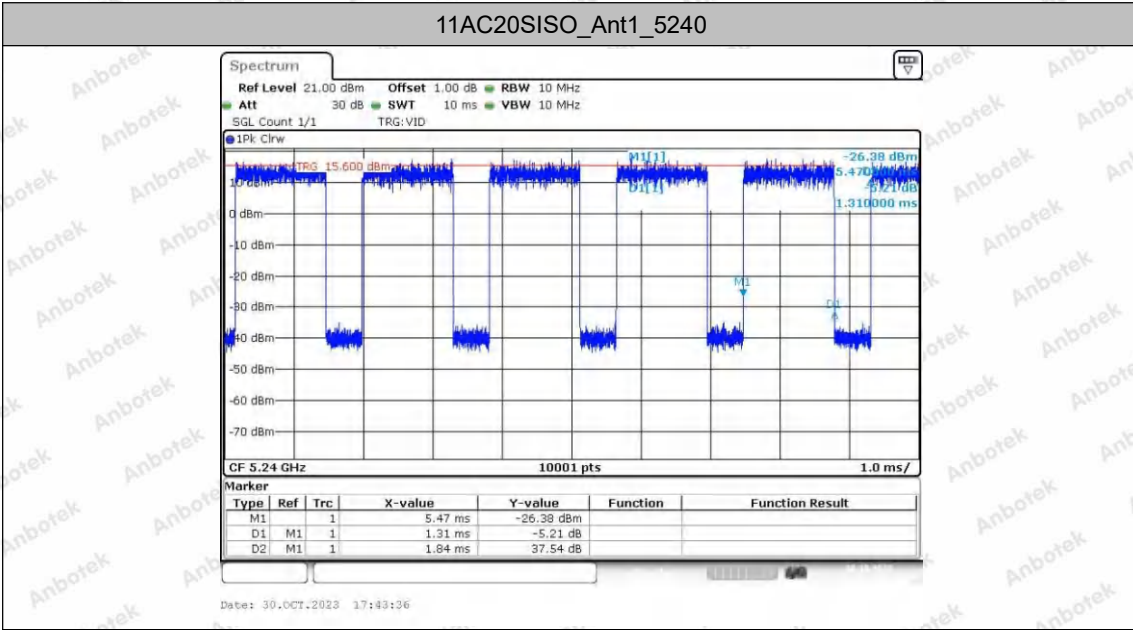 11AC20SISO_Ant1_5240
Spectrum
Ref Level 21.00 dBm Offset 1.00 dB RBW 10 MHz
Att 30 dB SWT 10 ms VBW 10 MHz
SGL Count 1/1 TRG:VID
1Pk Clrw
M1[1] -26.38 dBm
TRG 15.600 dBm
10 dBm
D1[1] -5.21 dB
1.310000 ms
0 dBm
-10 dBm
-20 dBm
M1
-30 dBm
D1
-40 dBm
-50 dBm
-60 dBm
-70 dBm
CF 5.24 GHz 10001 pts 1.0 ms/
Marker
Type Ref Trc X-value Y-value Function Function Result
M1 1 5.47 ms -26.38 dBm
D1 M1 1 1.31 ms -5.21 dB
D2 M1 1 1.84 ms 37.54 dB
Date: 30.OCT.2023 17:43:36
Anbotek